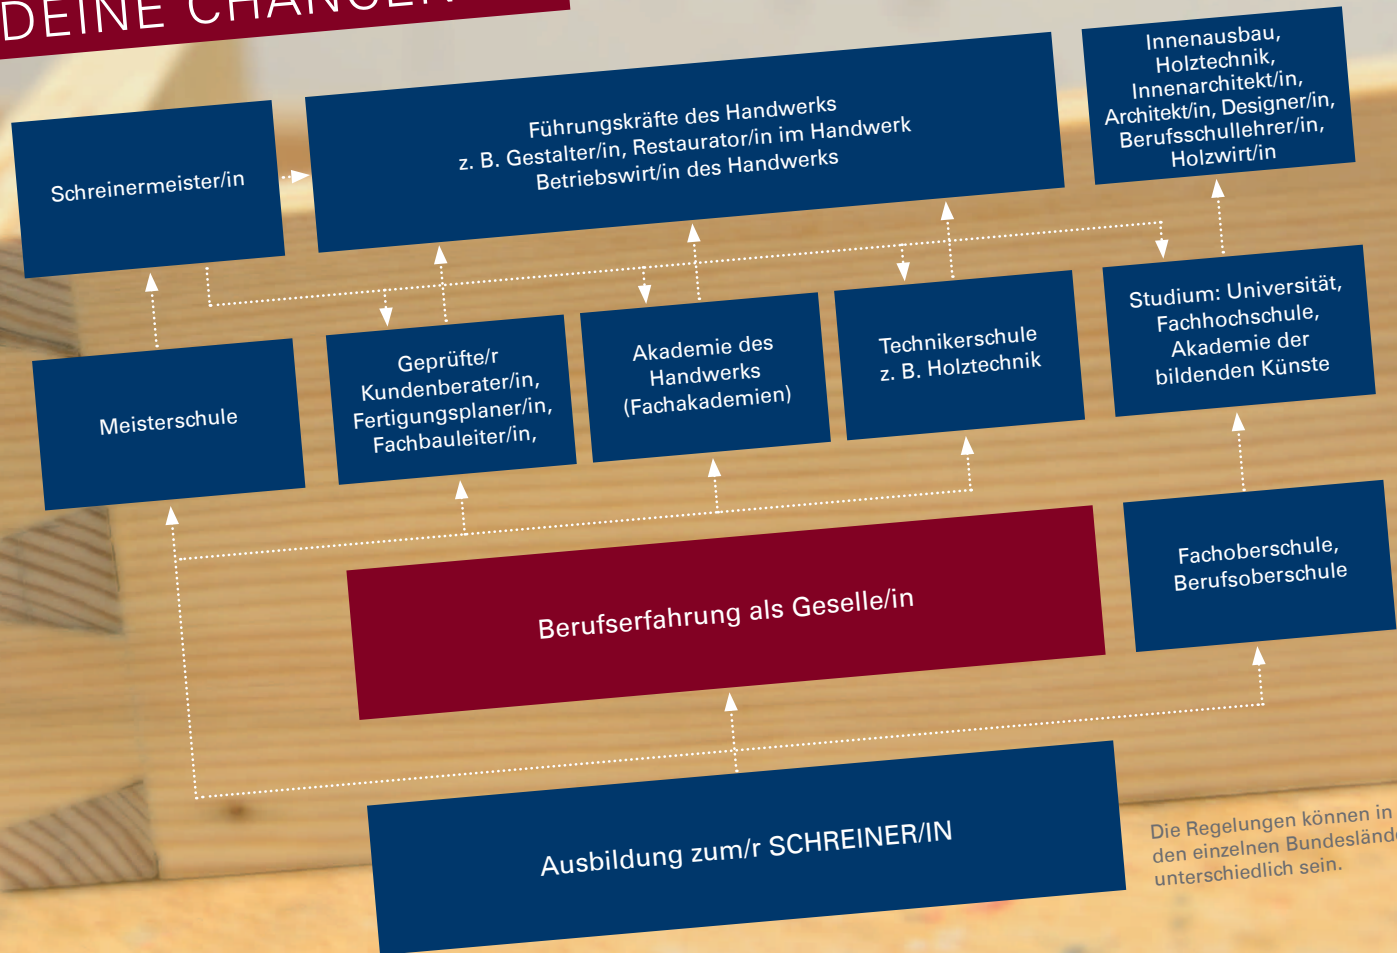 DEINE CHANCEN
Innenausbau,
Holztechnik,
Innenarchitekt/in,
Architekt/in, Designer/in,
Berufsschullehrer/in,
Holzwirt/in
Führungskräfte des Handwerks
z. B. Gestalter/in, Restaurator/in im Handwerk
Betriebswirt/in des Handwerks
Schreinermeister/in
Studium: Universität,
Fachhochschule,
Akademie der
bildenden Künste
Technikerschule
z. B. Holztechnik
Akademie des
Handwerks
(Fachakademien)
Geprüfte/r
Kundenberater/in,
Fertigungsplaner/in,
Fachbauleiter/in,
Meisterschule
Fachoberschule,
Berufsoberschule
Berufserfahrung als Geselle/in
Ausbildung zum/r SCHREINER/IN
Die Regelungen können in
den einzelnen
unterschiedlich sein.